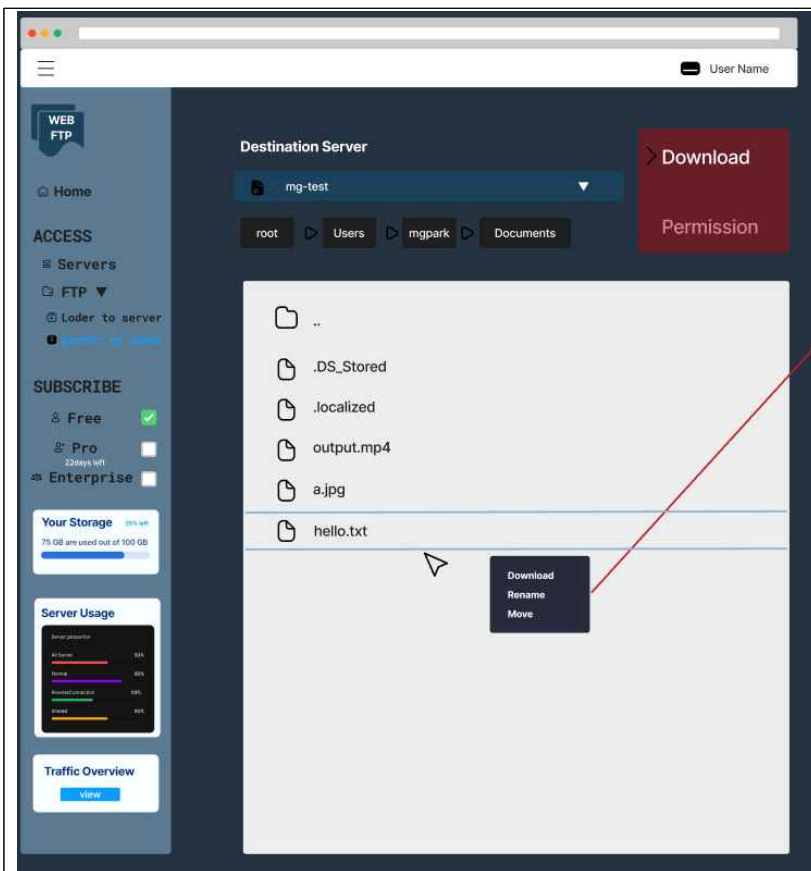 User Name
WEB
FTP
Home
ACCESS
Servers
FTP
Loder to server
SUBSCRIBE
Free
Pro
22days left
Enterprise
Your Storage
25% left
75 GB are used out of 100 GB
Server Usage
Traffic Overview
view
Destination Server
mg-test
root
Users
mgpark
Documents
Download
Permission
..
.DS_Stored
.localized
output.mp4
a.jpg
hello.txt
Download
Rename
Move